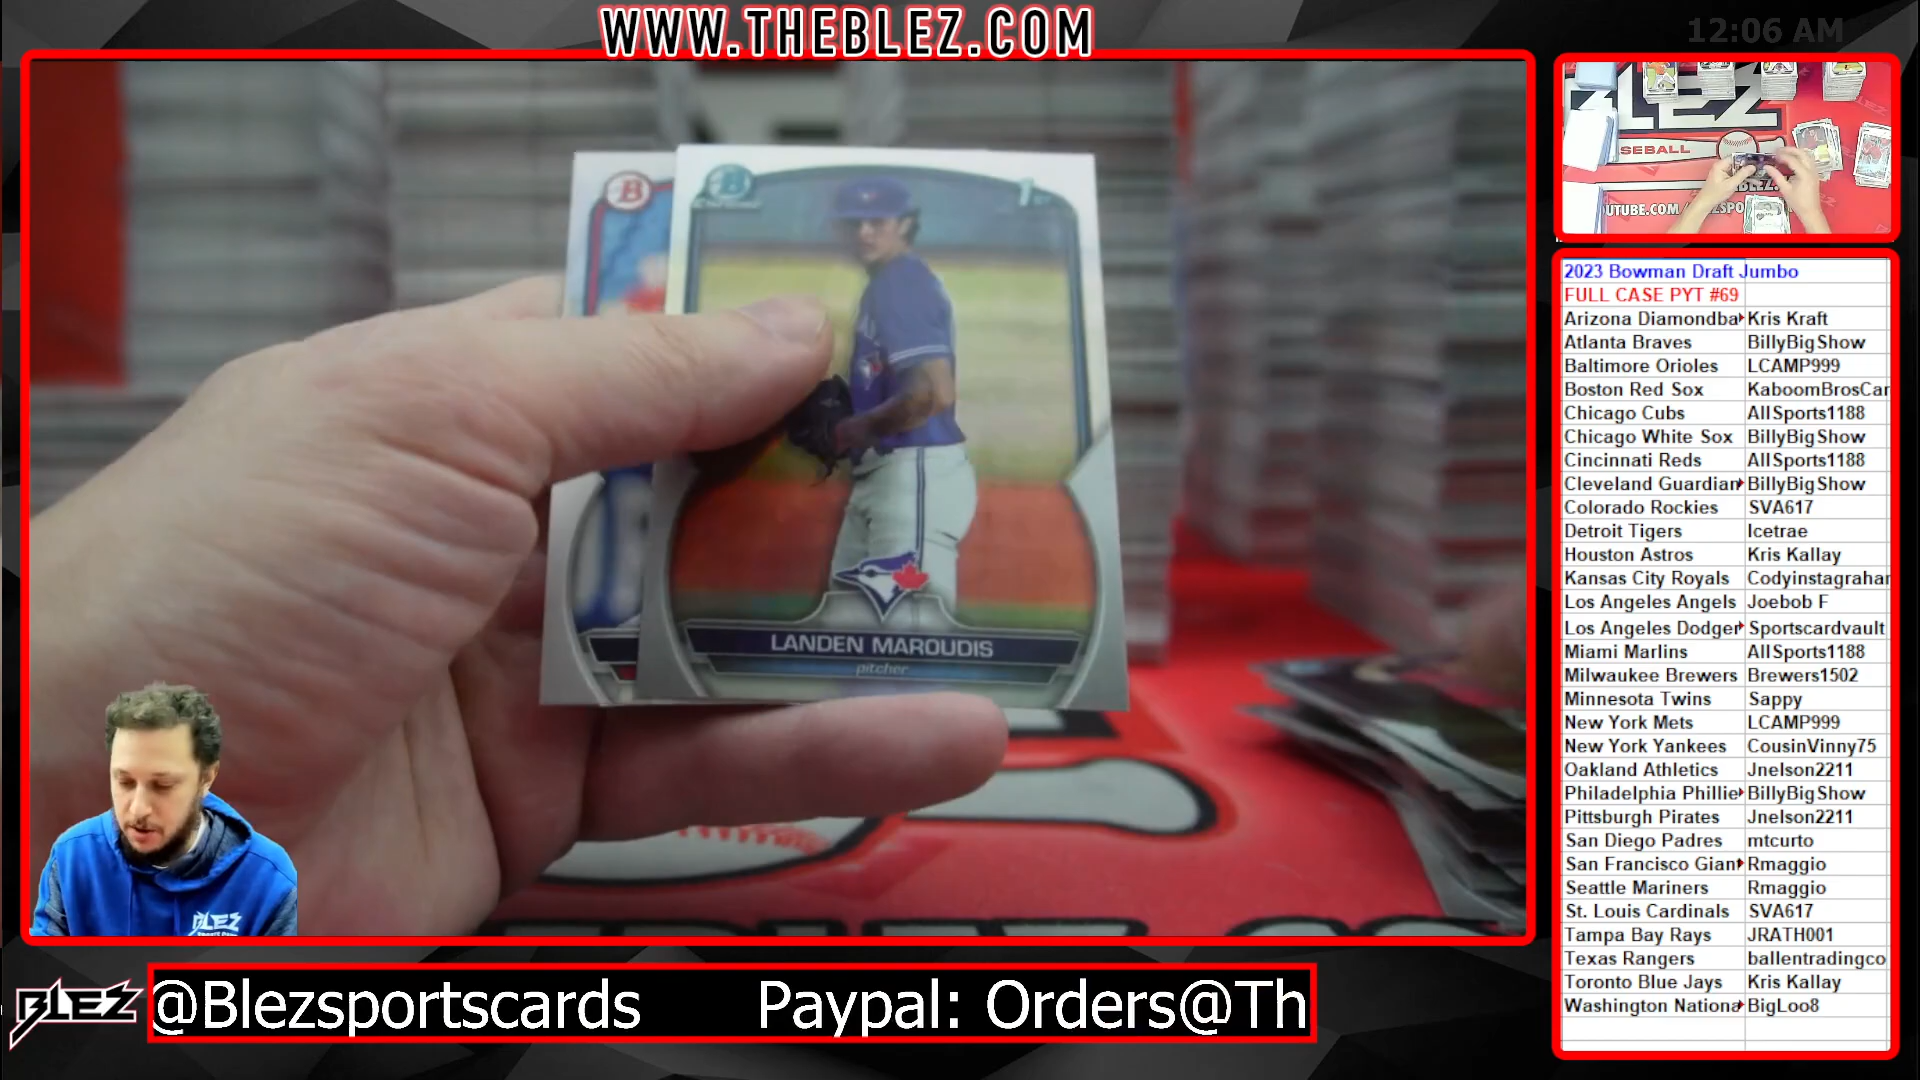 WWW.THEBLEZ.COM
12:06 AM
BLEZ
SEBALL
BLEZ.
UTUBE.COM
LANDEN MAROUDIS
pitcher
2023 Bowman Draft Jumbo
FULL CASE PYT #69
Arizona Diamondba Kris Kraft
Atlanta Braves BillyBigShow
Baltimore Orioles LCAMP999
Boston Red Sox KaboomBrosCar
Chicago Cubs AllSports1188
Chicago White Sox BillyBigShow
Cincinnati Reds AllSports1188
Cleveland Guardian BillyBigShow
Colorado Rockies SVA617
Detroit Tigers Icetrae
Houston Astros Kris Kallay
Kansas City Royals Codyinstagrahar
Los Angeles Angels Joebob F
Los Angeles Dodger Sportscardvault
Miami Marlins AllSports1188
Milwaukee Brewers Brewers1502
Minnesota Twins Sappy
New York Mets LCAMP999
New York Yankees CousinVinny75
Oakland Athletics Jnelson2211
Philadelphia Phillie BillyBigShow
Pittsburgh Pirates Jnelson2211
San Diego Padres mtcurto
San Francisco Giant Rmaggio
Seattle Mariners Rmaggio
St. Louis Cardinals SVA617
Tampa Bay Rays JRATH001
Texas Rangers ballentradingco
Toronto Blue Jays Kris Kallay
Washington Nationa BigLoo8
BLEZ
BLEZ @Blezsportscards Paypal: Orders@Th